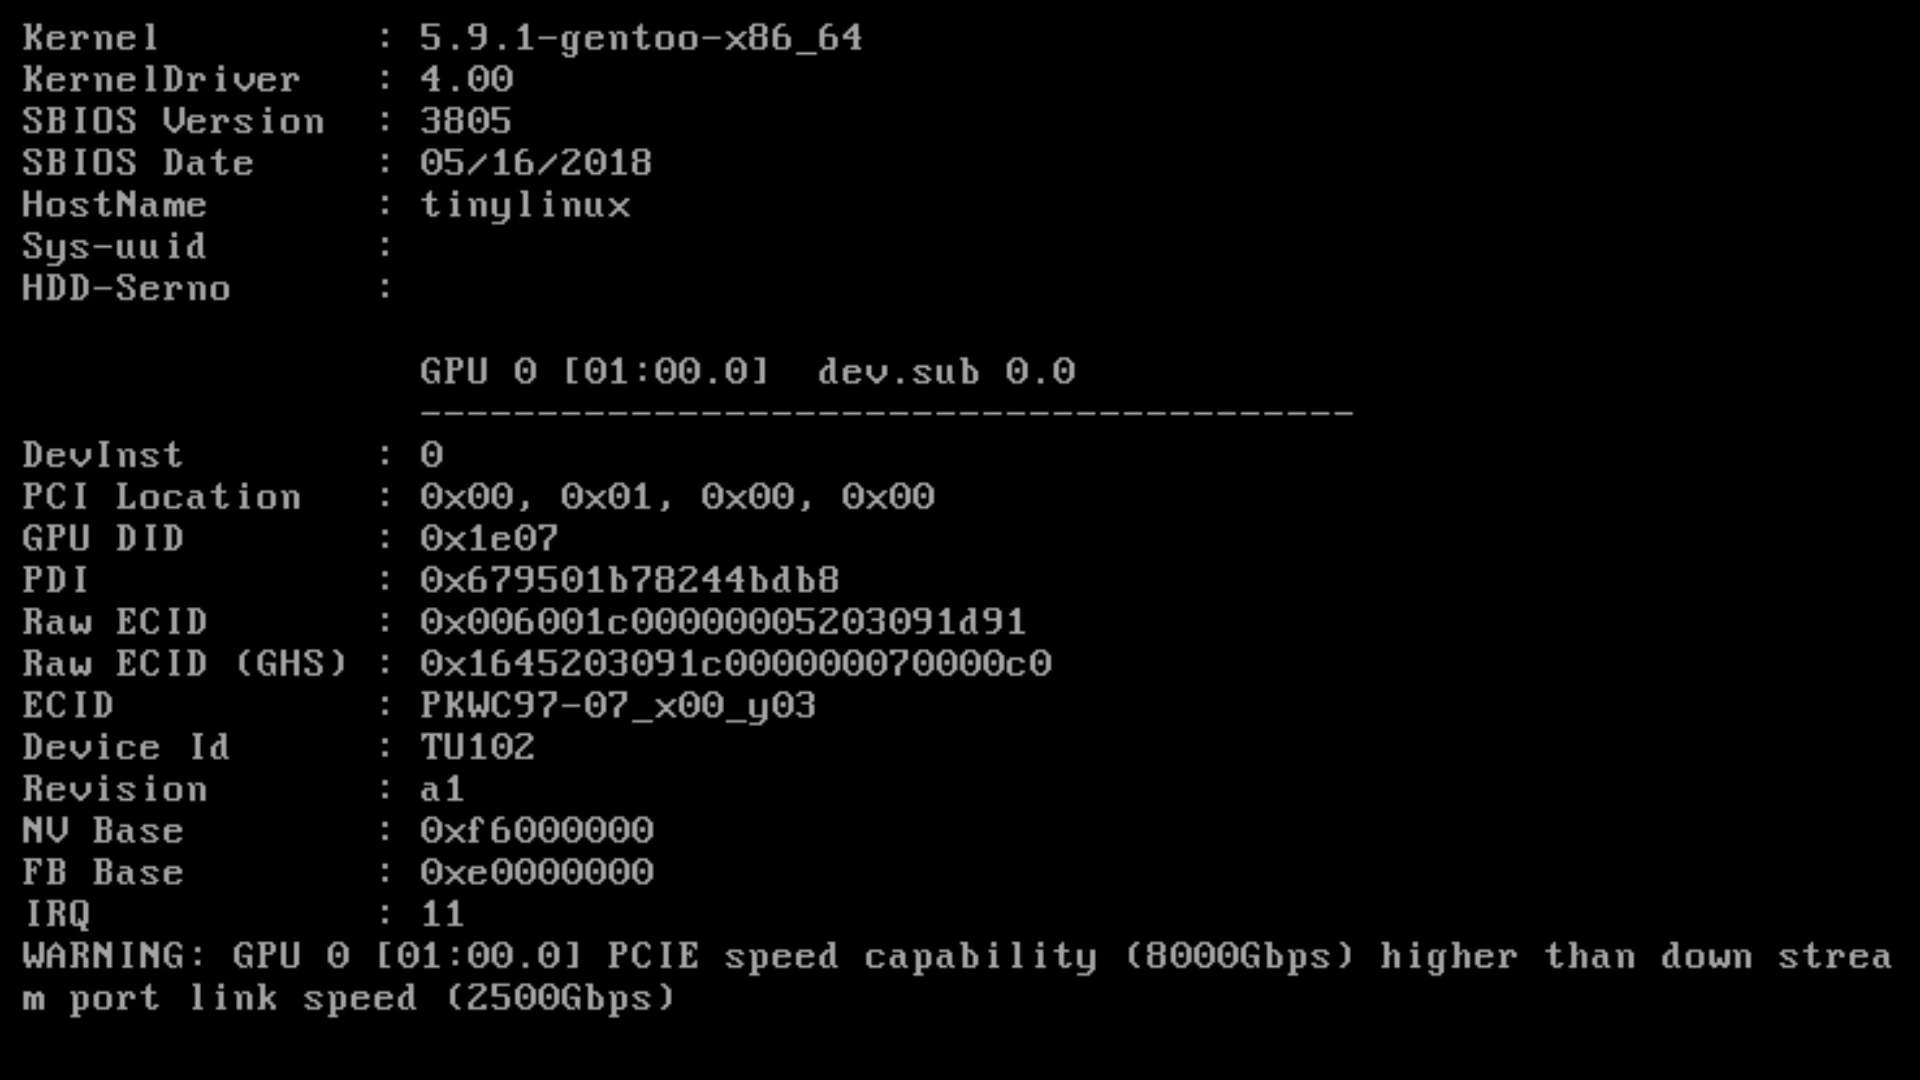 Kernel : 5.9.1-gentoo-x86_64
KernelDriver : 4.00
SBIOS Version : 3805
SBIOS Date : 05/16/2018
HostName : tinylinux
Sys-uuid :
HDD-Serno :
GPU 0 [01:00.0] dev.sub 0.0
----------------------------------------
DevInst : 0
PCI Location : 0x00, 0x01, 0x00, 0x00
GPU DID : 0x1e07
PDI : 0x679501b78244bdb8
Raw ECID : 0x006001c00000005203091d91
Raw ECID (GHS) : 0x1645203091c000000070000c0
ECID : PKWC97-07_x00_y03
Device Id : TU102
Revision : a1
NV Base : 0xf6000000
FB Base : 0xe0000000
IRQ : 11
WARNING: GPU 0 [01:00.0] PCIE speed capability (8000Gbps) higher than down strea
m port link speed (2500Gbps)